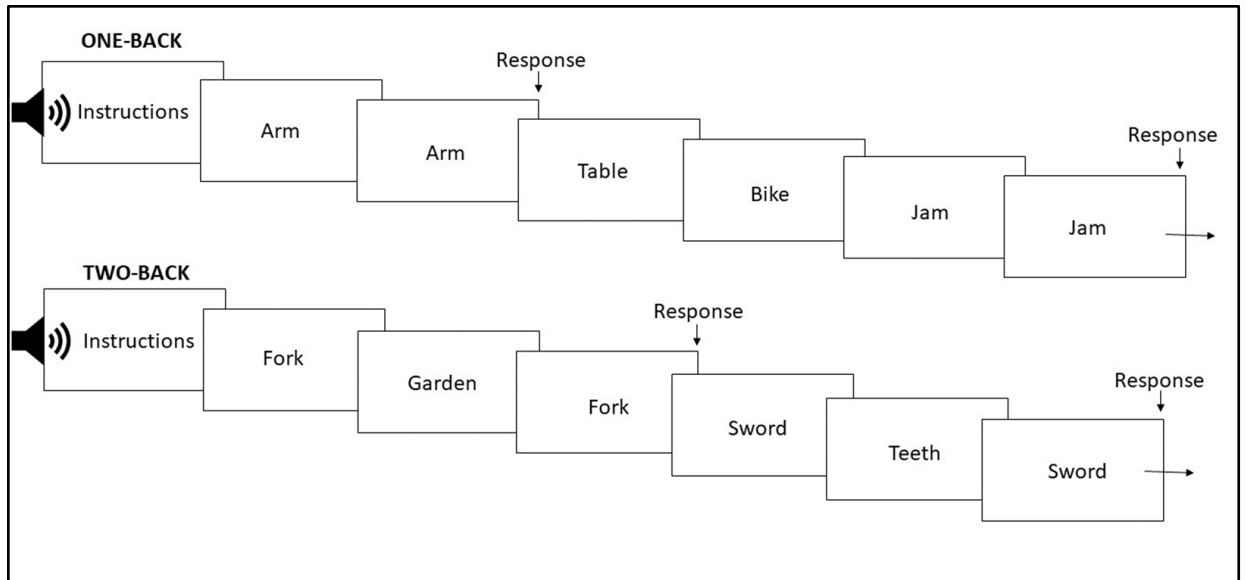 ONE-BACK
Instructions
Arm
Arm
Response
Table
Bike
Jam
Response
Jam
TWO-BACK
Instructions
Fork
Garden
Fork
Response
Sword
Teeth
Response
Sword